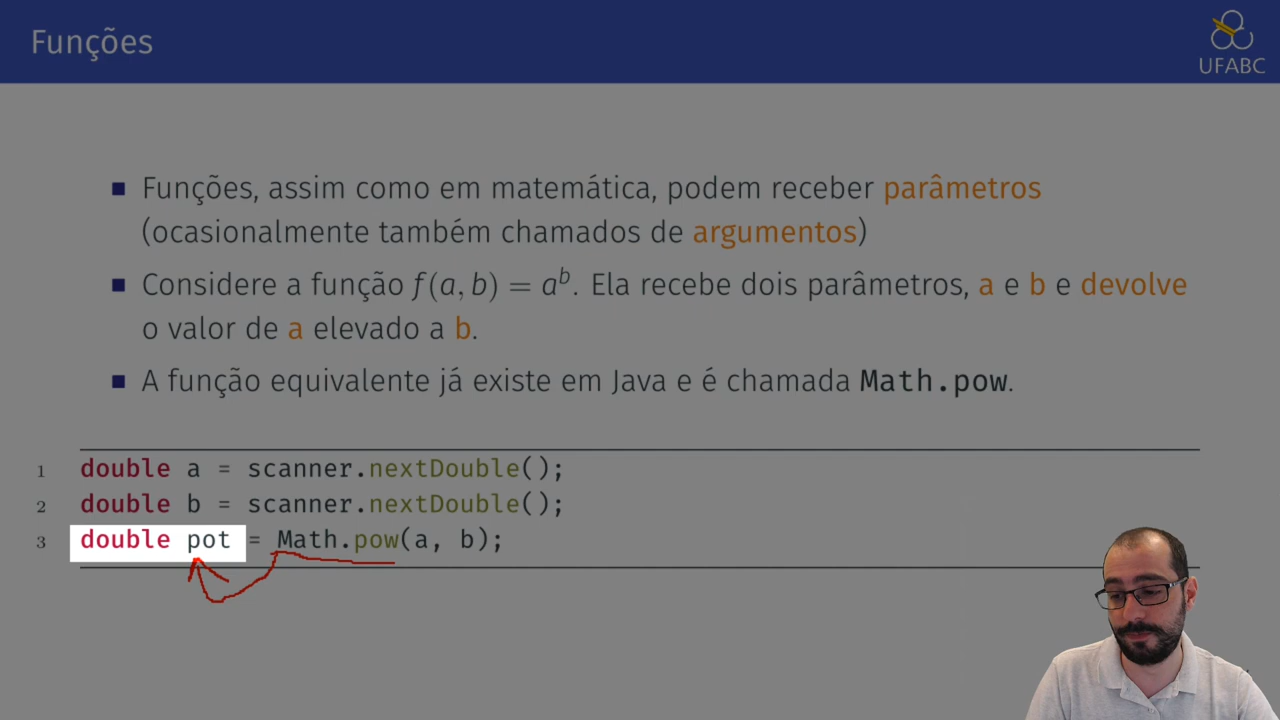 Funções
UFABC
■ Funções, assim como em matemática, podem receber parâmetros
(ocasionalmente também chamados de argumentos)
■ Considere a função f(a, b) = a^b. Ela recebe dois parâmetros, a e b e devolve
o valor de a elevado a b.
■ A função equivalente já existe em Java e é chamada Math.pow.
1 double a = scanner.nextDouble();
2 double b = scanner.nextDouble();
3 double pot = Math.pow(a, b);